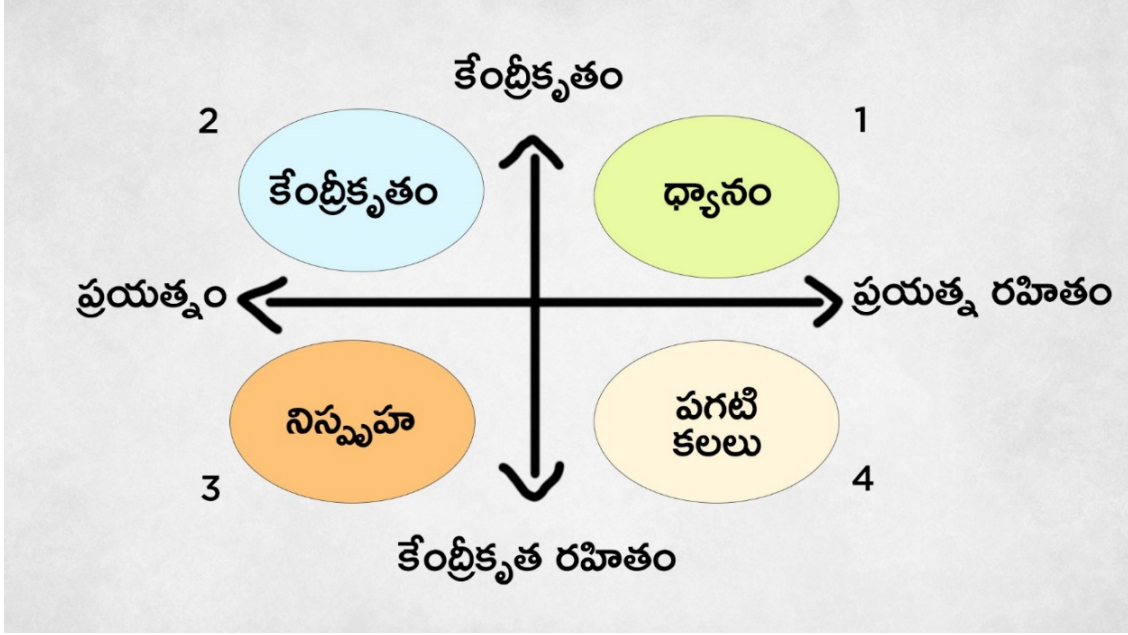 కేంద్రీకృతం
2
1
కేంద్రీకృతం
ధ్యానం
ప్రయత్నం
ప్రయత్న రహితం
నిస్పృహ
పగటి
కలలు
3
4
కేంద్రీకృత రహితం